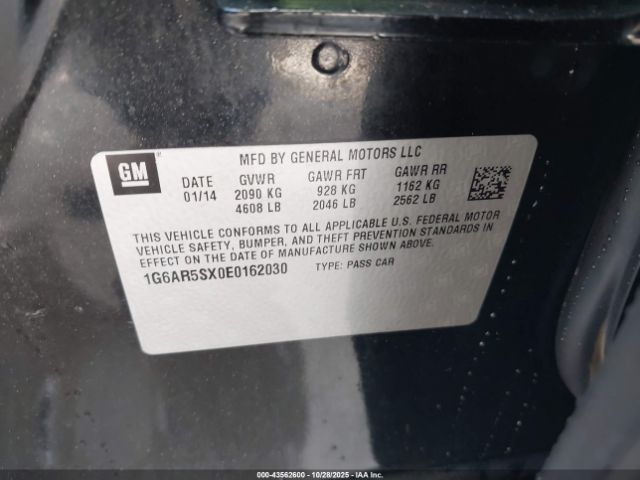 GM
MFD BY GENERAL MOTORS LLC
DATE GVWR GAWR FRT GAWR RR
01/14 2090 KG 928 KG 1162 KG
4608 LB 2046 LB 2562 LB
THIS VEHICLE CONFORMS TO ALL APPLICABLE U.S. FEDERAL MOTOR
VEHICLE SAFETY, BUMPER, AND THEFT PREVENTION STANDARDS IN
EFFECT ON THE DATE OF MANUFACTURE SHOWN ABOVE.
1G6AR5SX0E0162030 TYPE: PASS CAR
000-43562600 | 10/28/2025 | IAAI.COM